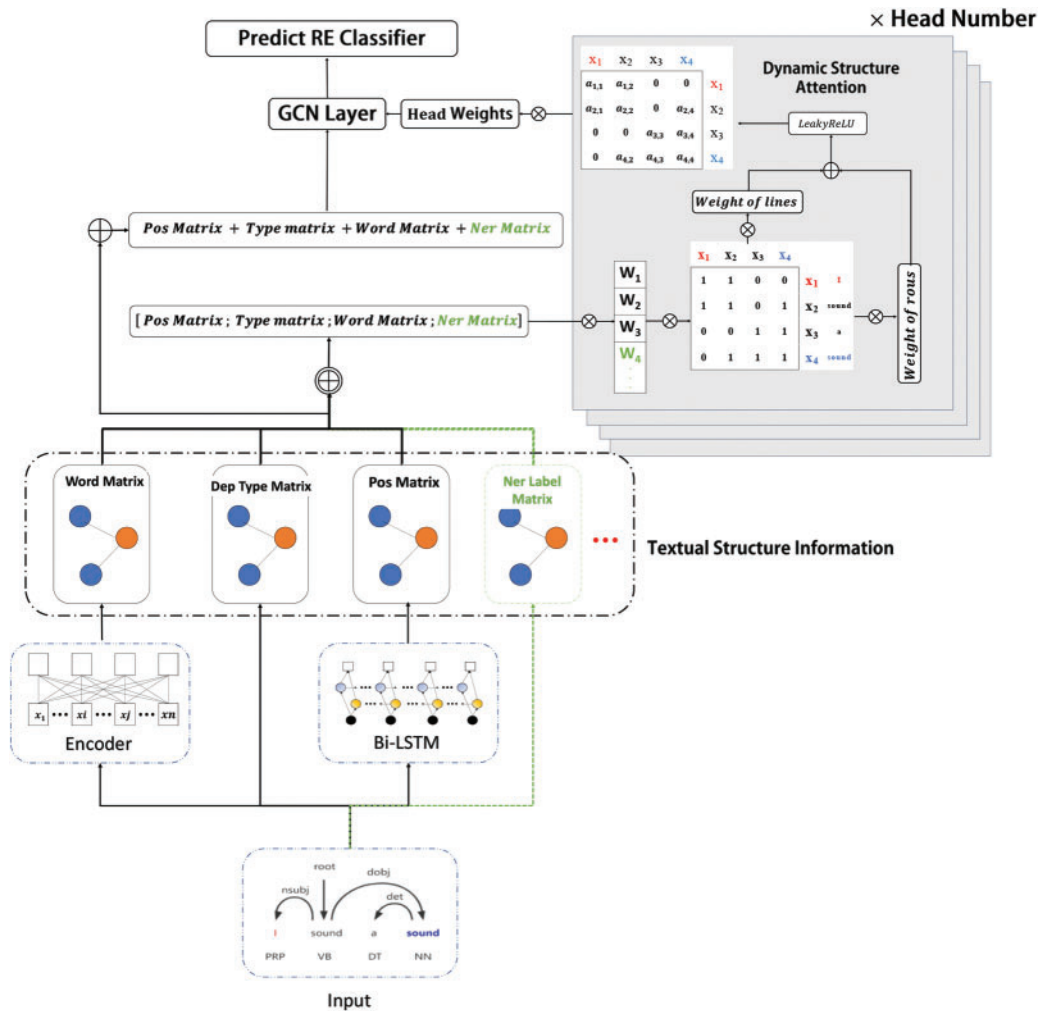 × Head Number
Predict RE Classifier
GCN Layer
Head Weights
Dynamic Structure
Attention
x₁ x₂ x₃ x₄
a₁,₁ a₁,₂ 0 0 x₁
a₂,₁ a₂,₂ 0 a₂,₄ x₂
0 0 a₃,₃ a₃,₄ x₃
0 a₄,₂ a₄,₃ a₄,₄ x₄
LeakyReLU
Weight of lines
Weight of rous
Pos Matrix + Type matrix + Word Matrix + Ner Matrix
[ Pos Matrix ; Type matrix ; Word Matrix ; Ner Matrix]
W₁
W₂
W₃
W₄
.
.
.
x₁ x₂ x₃ x₄
1 1 0 0 x₁ I
1 1 0 1 x₂ sound
0 0 1 1 x₃ a
0 1 1 1 x₄ sound
Word Matrix
Dep Type Matrix
Pos Matrix
Ner Label
Matrix
•••
Textual Structure Information
x₁ ••• xi ••• xj ••• xn
Encoder
Bi-LSTM
root
nsubj
dobj
det
I sound a sound
PRP VB DT NN
Input